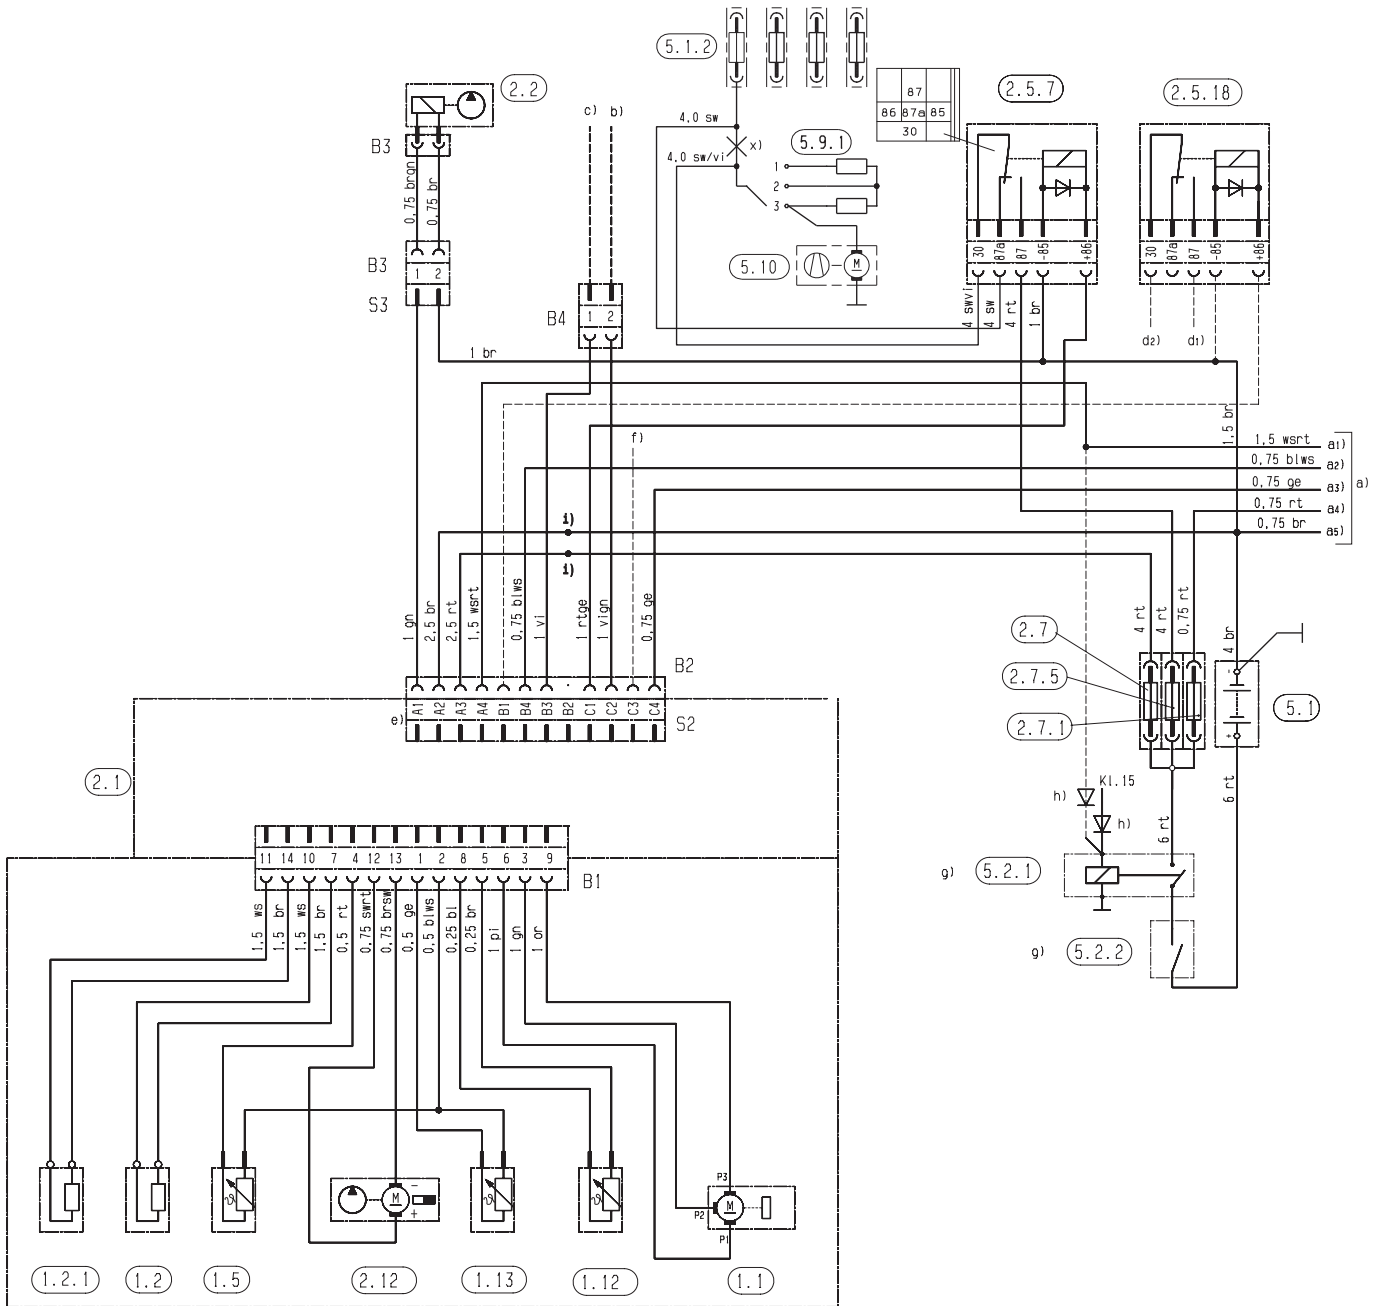 5.1.2
2.2
87
86 87a 85
30
2.5.7
2.5.18
B3
c) b)
4,0 sw
x)
4,0 sw/vi
5.9.1
1
2
3
0,75 brgn
0,75 br
B3
1 2
S3
5.10
M
30 87a 87 -85 +86
30 87a 87 -85 +86
B4
1 2
4 swvi
4 sw
4 rt
1 br
d2) d1)
1 br
f)
1,5 br
1,5 wsrt a1)
0,75 blws a2)
0,75 ge a3)
a)
0,75 rt a4)
0,75 br a5)
i)
i)
1 gn
2,5 br
2,5 rt
1,5 wsrt
0,75 blws
1 vi
1 rtge
1 vign
0,75 ge
4 rt
4 rt
0,75 rt
4 br
2.7
2.7.5
2.7.1
-
+
5.1
B2
e) A1 A2 A3 A4 B1 B4 B3 B2 C1 C2 C3 C4
S2
2.1
6 rt
Kl.15
h)
h)
6 rt
g) 5.2.1
g) 5.2.2
11 14 10 7 4 12 13 1 2 8 5 6 3 9
B1
1,5 ws
1,5 br
1,5 ws
1,5 br
0,5 rt
0,75 swrt
0,75 brsw
0,5 ge
0,5 blws
0,25 bl
0,25 br
1 pi
1 gn
1 or
ϑ
M
-
+
ϑ
ϑ
P3
P2
M
P1
1.2.1
1.2
1.5
2.12
1.13
1.12
1.1